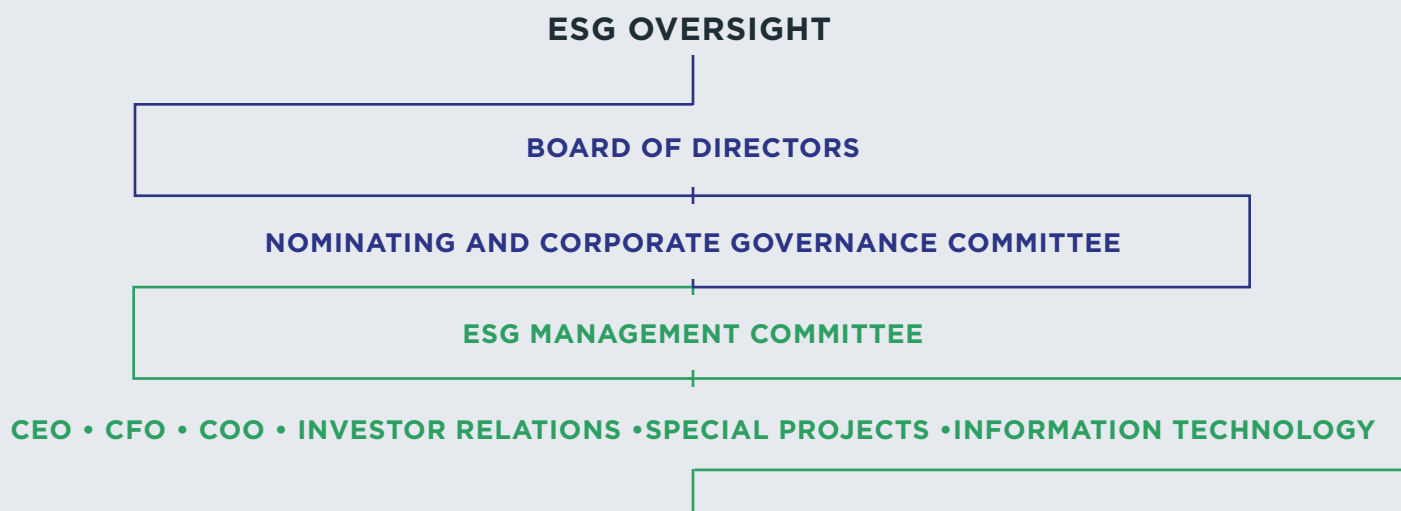 ESG OVERSIGHT
BOARD OF DIRECTORS
NOMINATING AND CORPORATE GOVERNANCE COMMITTEE
ESG MANAGEMENT COMMITTEE
CEO • CFO • COO • INVESTOR RELATIONS •SPECIAL PROJECTS •INFORMATION TECHNOLOGY